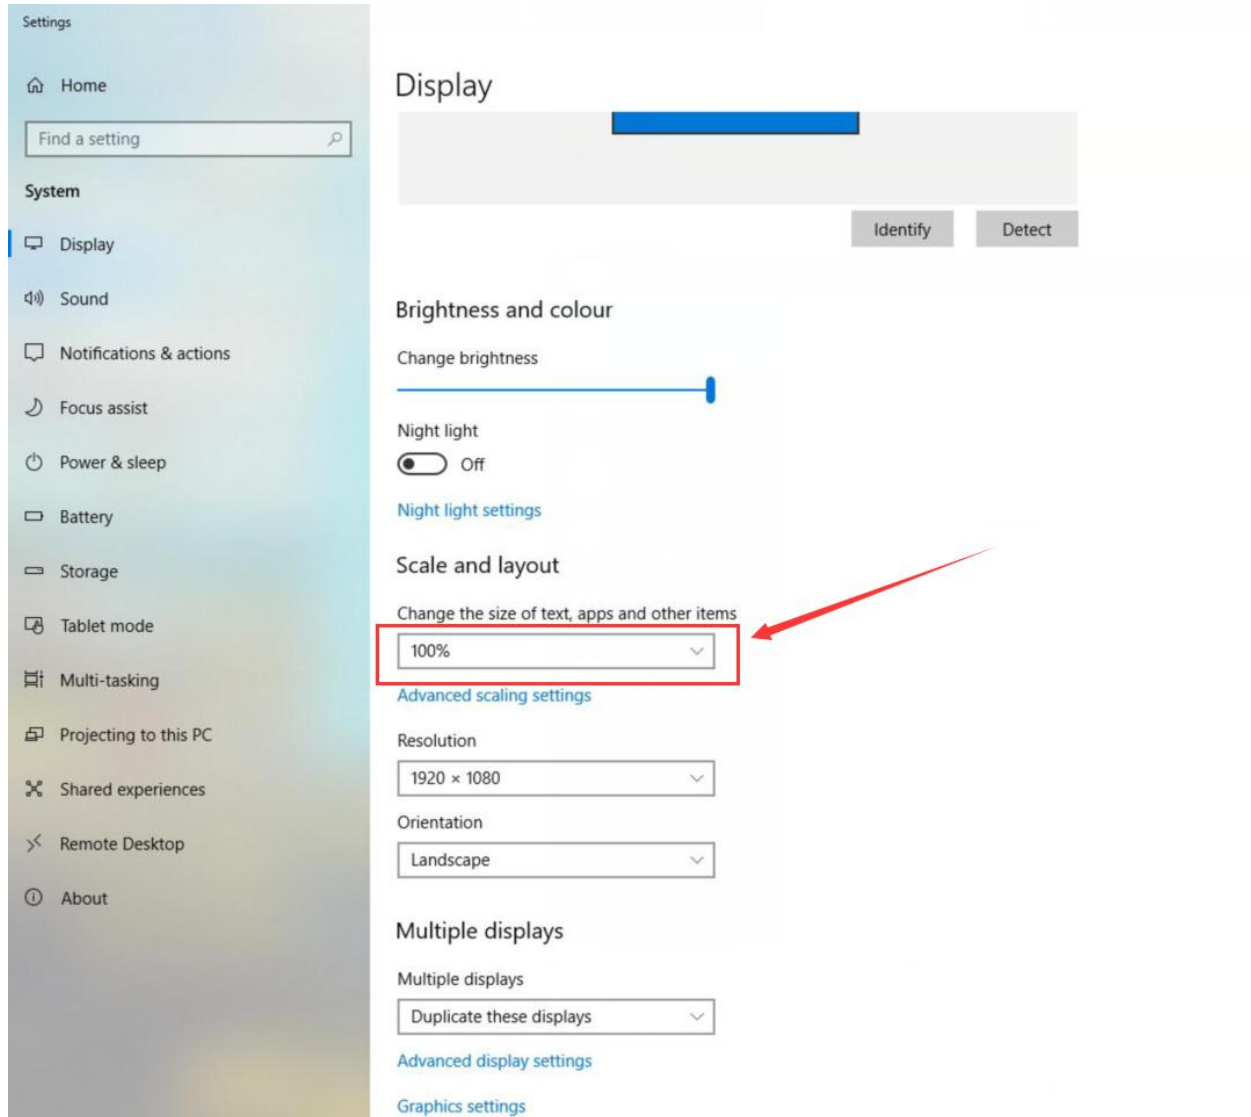 Settings
Home
Find a setting
System
Display
Sound
Notifications & actions
Focus assist
Power & sleep
Battery
Storage
Tablet mode
Multi-tasking
Projecting to this PC
Shared experiences
Remote Desktop
About
Display
Identify
Detect
Brightness and colour
Change brightness
Night light
Off
Night light settings
Scale and layout
Change the size of text, apps and other items
100%
Advanced scaling settings
Resolution
1920 × 1080
Orientation
Landscape
Multiple displays
Multiple displays
Duplicate these displays
Advanced display settings
Graphics settings